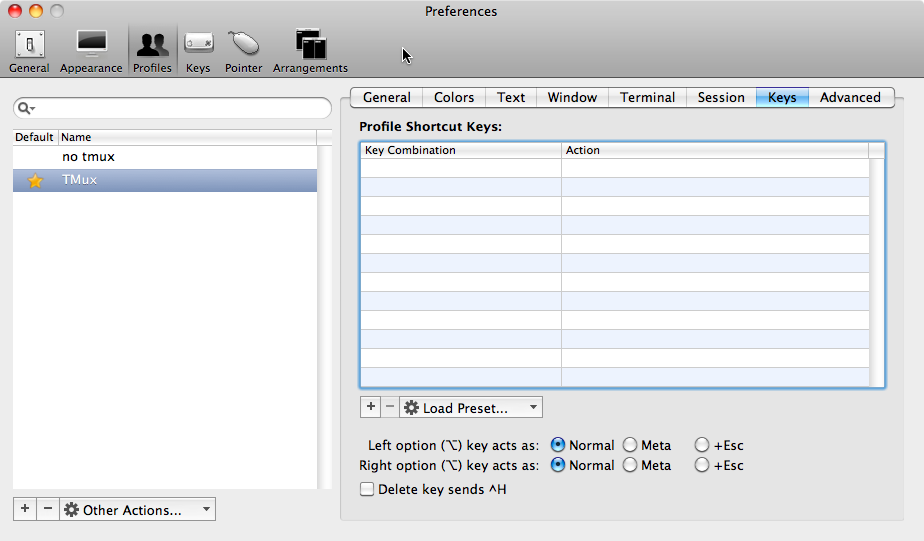 Preferences
General Appearance Profiles Keys Pointer Arrangements
Default Name
no tmux
TMux
+ − Other Actions...
General Colors Text Window Terminal Session Keys Advanced
Profile Shortcut Keys:
Key Combination Action
+ − Load Preset...
Left option (⌥) key acts as: Normal Meta +Esc
Right option (⌥) key acts as: Normal Meta +Esc
Delete key sends ^H